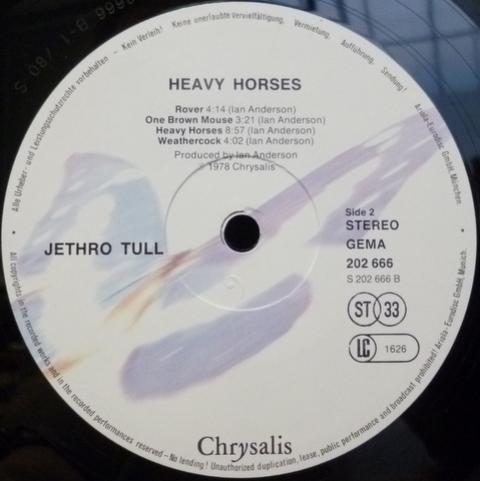 HEAVY HORSES
Rover 4:14 (Ian Anderson)
One Brown Mouse 3:21 (Ian Anderson)
Heavy Horses 8:57 (Ian Anderson)
Weathercock 4:02 (Ian Anderson)
Produced by Ian Anderson
℗ 1978 Chrysalis
JETHRO TULL
Side 2
STEREO
GEMA
202 666
S 202 666 B
ST 33
LC 1626
Chrysalis
Alle Urheber- und Leistungsschutzrechte vorbehalten – Kein Verleih! Keine unerlaubte Vervielfältigung, Vermietung, Aufführung, Sendung! Ariola-Eurodisc GmbH, München.
All copyrights in the recorded works and in the recorded performances reserved – No lending! Unauthorized duplication, lease, public performance and broadcast prohibited! Ariola-Eurodisc GmbH, Munich.